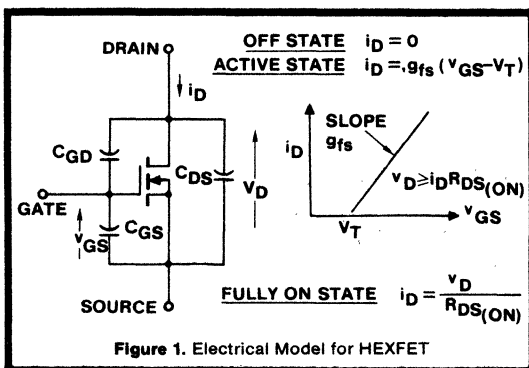 DRAIN
OFF STATE iD = 0
ACTIVE STATE iD =,gfs (vGS–VT)
iD
CGD
CDS
VD
GATE
vGS
CGS
SOURCE
SLOPE
gfs
iD
vD ≥ iDRDS(ON)
VT
vGS
FULLY ON STATE iD = vD
RDS(ON)
Figure 1. Electrical Model for HEXFET